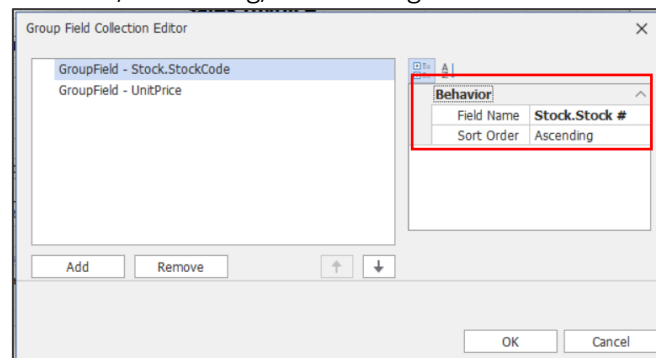 Group Field Collection Editor
GroupField - Stock.StockCode
GroupField - UnitPrice
Behavior
Field Name Stock.Stock #
Sort Order Ascending
Add Remove
OK Cancel